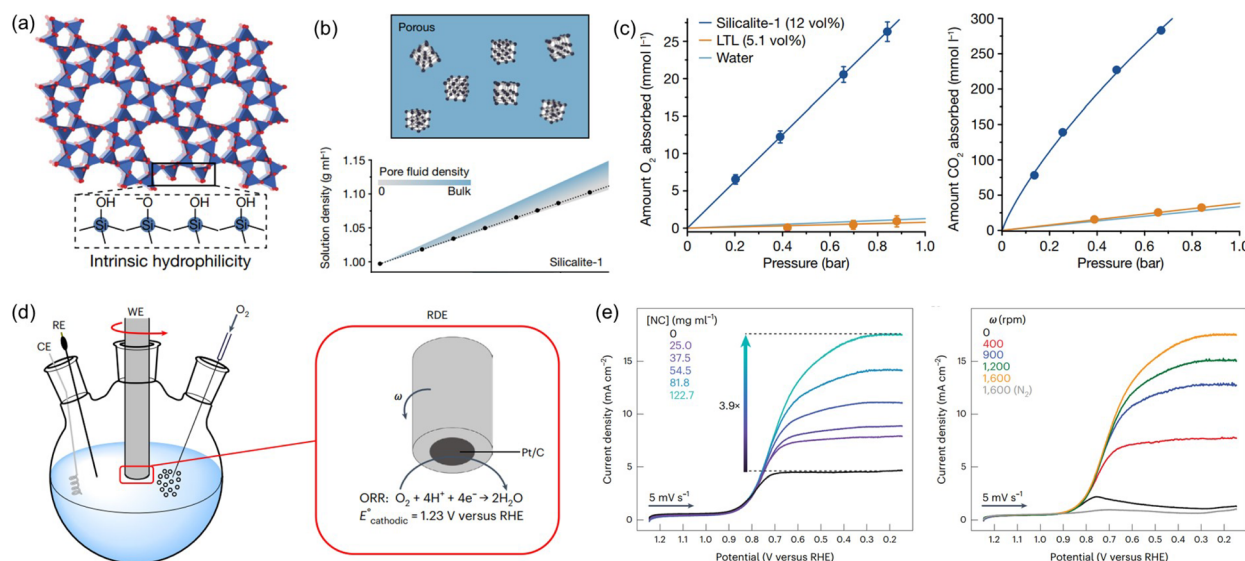 (a)
OH
⁻O
OH
OH
Si
Si
Si
Si
Intrinsic hydrophilicity
(b)
Porous
Solution density (g ml⁻¹)
1.15
1.10
1.05
1.00
Pore fluid density
0
Bulk
Silicalite-1
(c)
Amount O₂ absorbed (mmol l⁻¹)
25
20
15
10
5
0
Silicalite-1 (12 vol%)
LTL (5.1 vol%)
Water
0
0.2
0.4
0.6
0.8
1.0
Pressure (bar)
Amount CO₂ absorbed (mmol l⁻¹)
300
250
200
150
100
50
0
0
0.2
0.4
0.6
0.8
1.0
Pressure (bar)
(d)
RE
CE
WE
O₂
RDE
ω
Pt/C
ORR: O₂ + 4H⁺ + 4e⁻ → 2H₂O
E°cathodic = 1.23 V versus RHE
(e)
Current density (mA cm⁻²)
15
10
5
0
[NC] (mg ml⁻¹)
0
25.0
37.5
54.5
81.8
122.7
3.9×
5 mV s⁻¹
1.2 1.1 1.0 0.9 0.8 0.7 0.6 0.5 0.4 0.3 0.2
Potential (V versus RHE)
Current density (mA cm⁻²)
15
10
5
0
ω (rpm)
0
400
900
1,200
1,600
1,600 (N₂)
5 mV s⁻¹
1.2 1.1 1.0 0.9 0.8 0.7 0.6 0.5 0.4 0.3 0.2
Potential (V versus RHE)